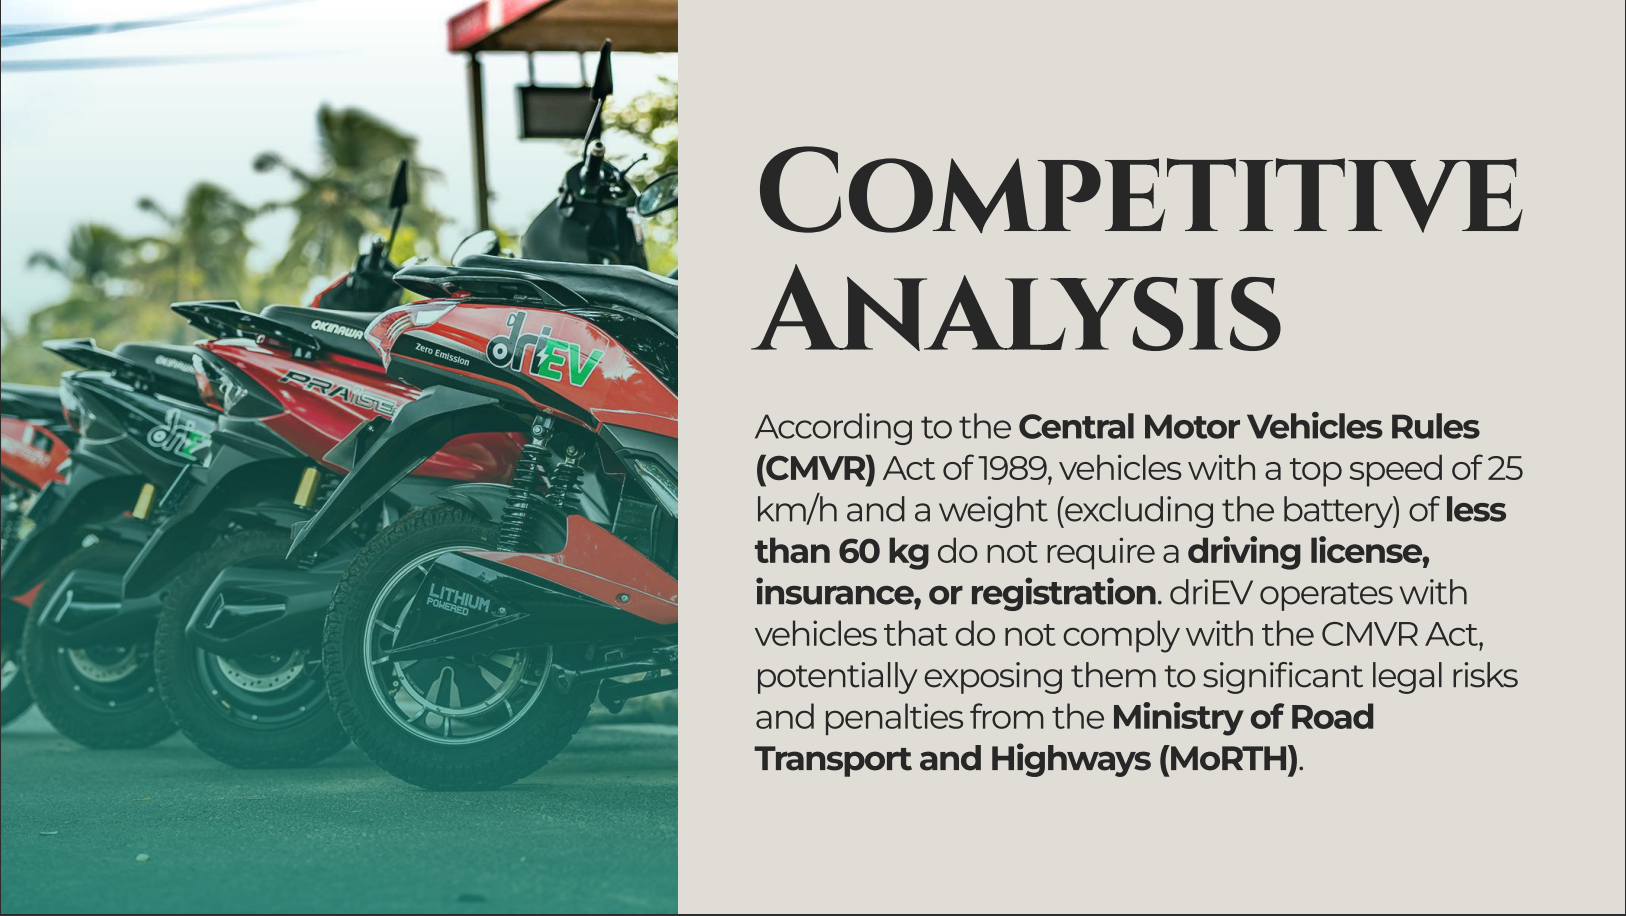 COMPETITIVE
ANALYSIS
According to the Central Motor Vehicles Rules
(CMVR) Act of 1989, vehicles with a top speed of 25
km/h and a weight (excluding the battery) of less
than 60 kg do not require a driving license,
insurance, or registration. driEV operates with
vehicles that do not comply with the CMVR Act,
potentially exposing them to significant legal risks
and penalties from the Ministry of Road
Transport and Highways (MoRTH).
OKINAWA
OKINAWA
Zero Emission
driEV
PRAISE
driE
LITHIUM
POWERED